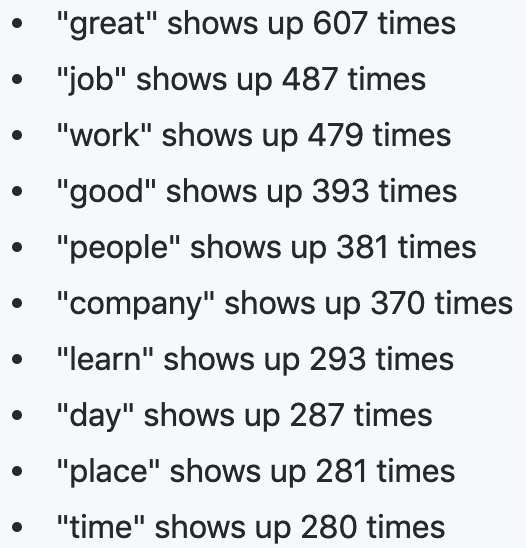 • "great" shows up 607 times
• "job" shows up 487 times
• "work" shows up 479 times
• "good" shows up 393 times
• "people" shows up 381 times
• "company" shows up 370 times
• "learn" shows up 293 times
• "day" shows up 287 times
• "place" shows up 281 times
• "time" shows up 280 times